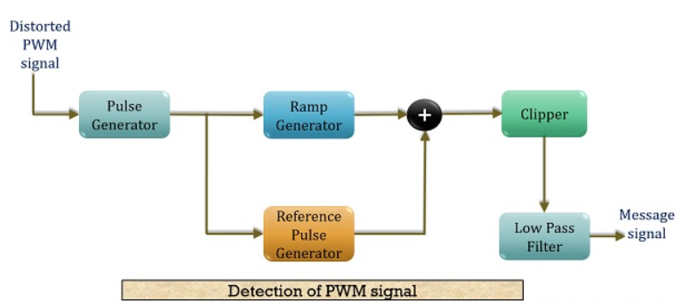 Distorted
PWM
signal
Pulse
Generator
Ramp
Generator
+
Clipper
Reference
Pulse
Generator
Low Pass
Filter
Message
signal
Detection of PWM signal